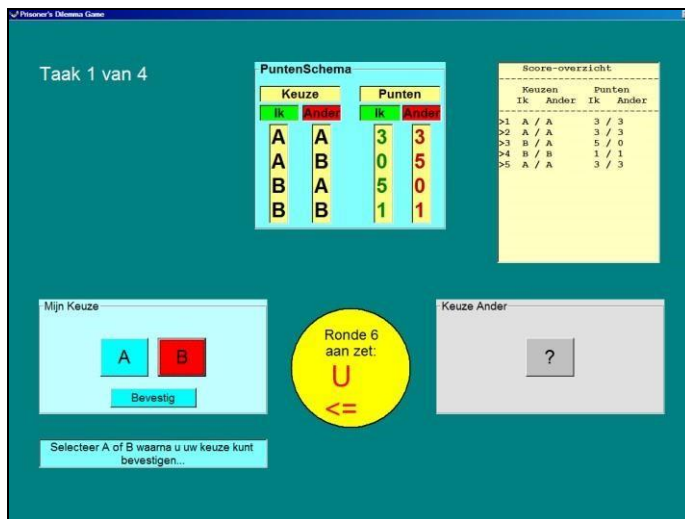 Prisoner's Dilemma Game
Taak 1 van 4
PuntenSchema
Keuze Punten
Ik Ander Ik Ander
A A 3 3
A B 0 5
B A 5 0
B B 1 1
Score-overzicht
Keuzen Punten
Ik Ander Ik Ander
>1 A / A 3 / 3
>2 A / A 3 / 3
>3 B / A 5 / 0
>4 B / B 1 / 1
>5 A / A 3 / 3
Mijn Keuze
A B
Bevestig
Selecteer A of B waarna u uw keuze kunt
bevestigen...
Ronde 6
aan zet:
U
<=
Keuze Ander
?